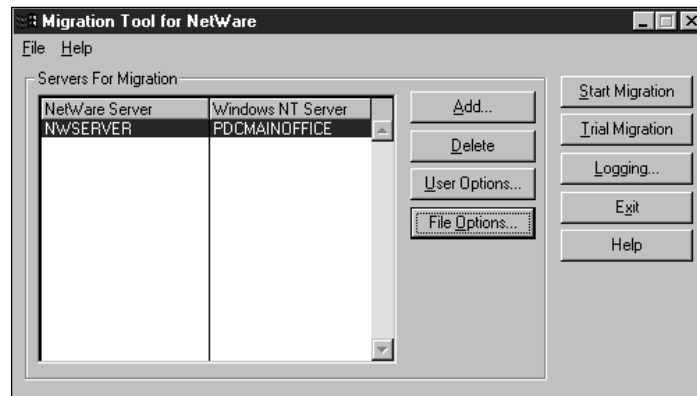 Migration Tool for NetWare
File Help
Servers For Migration
NetWare Server Windows NT Server
NWSERVER PDCMAINOFFICE
Add...
Delete
User Options...
File Options...
Start Migration
Trial Migration
Logging...
Exit
Help